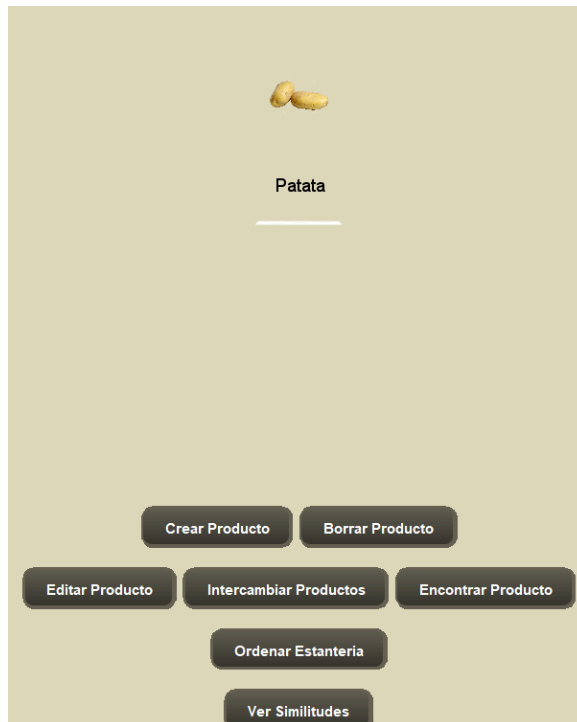 Patata
Crear Producto Borrar Producto
Editar Producto Intercambiar Productos Encontrar Producto
Ordenar Estanteria
Ver Similitudes